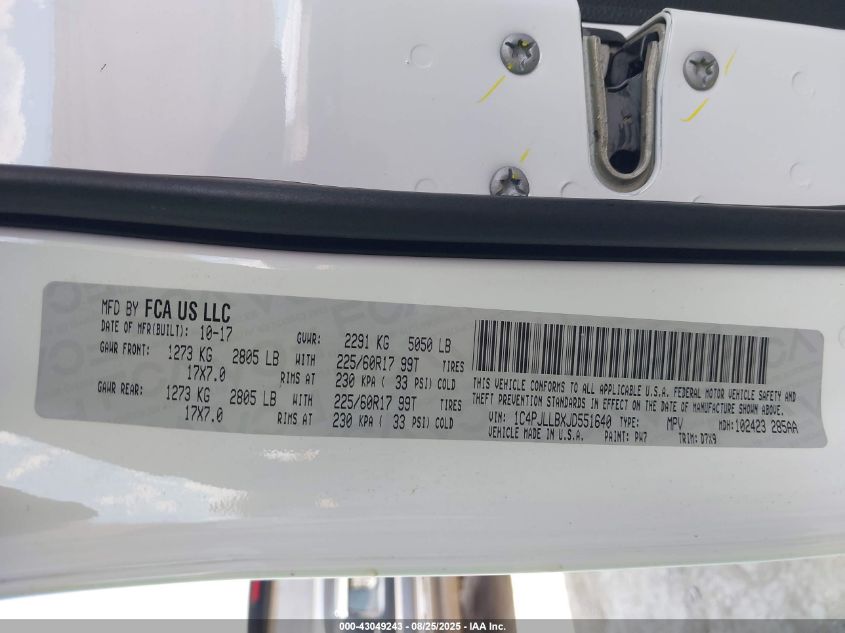 MFD BY FCA US LLC
DATE OF MFR(BUILT): 10-17 GVWR: 2291 KG 5050 LB
GAWR FRONT: 1273 KG 2805 LB WITH 225/60R17 99T TIRES
17X7.0 RIMS AT 230 KPA ( 33 PSI) COLD
GAWR REAR: 1273 KG 2805 LB WITH 225/60R17 99T TIRES
17X7.0 RIMS AT 230 KPA ( 33 PSI) COLD
THIS VEHICLE CONFORMS TO ALL APPLICABLE U.S.A. FEDERAL MOTOR VEHICLE SAFETY AND
THEFT PREVENTION STANDARDS IN EFFECT ON THE DATE OF MANUFACTURE SHOWN ABOVE.
VIN: 1C4PJLLBXJD551640 TYPE: MPV MDH:102423 285AA
VEHICLE MADE IN U.S.A. PAINT: PW7 TRIM: D7X9
000-43049243 - 08/25/2025 - IAA Inc.